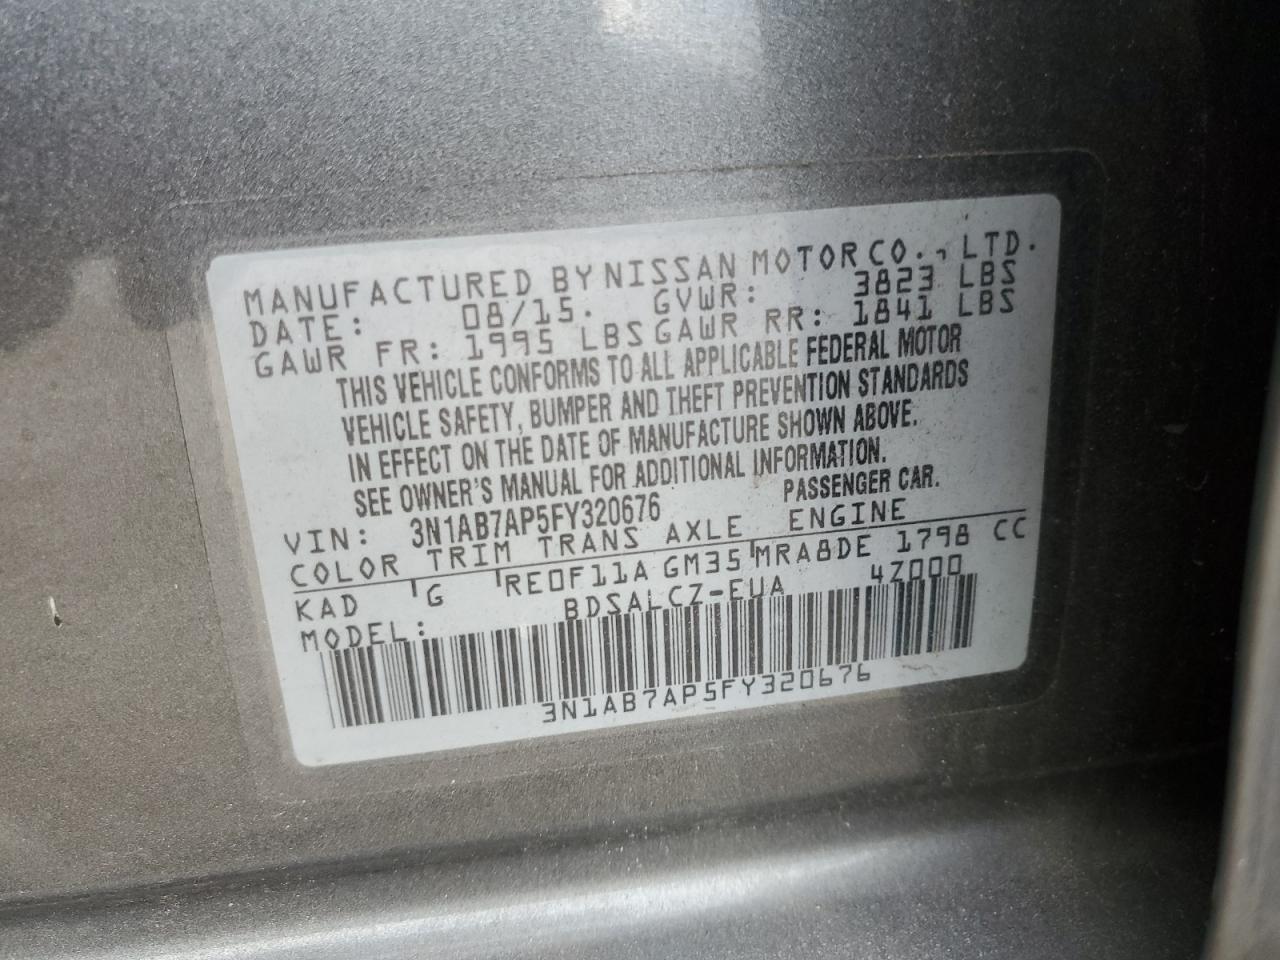 MANUFACTURED BY NISSAN MOTOR CO., LTD.
DATE: 08/15. GVWR: 3823 LBS
GAWR FR: 1995 LBS GAWR RR: 1841 LBS
THIS VEHICLE CONFORMS TO ALL APPLICABLE FEDERAL MOTOR
VEHICLE SAFETY, BUMPER AND THEFT PREVENTION STANDARDS
IN EFFECT ON THE DATE OF MANUFACTURE SHOWN ABOVE.
SEE OWNER'S MANUAL FOR ADDITIONAL INFORMATION.
VIN: 3N1AB7AP5FY320676 PASSENGER CAR.
COLOR TRIM TRANS AXLE ENGINE
KAD G RE0F11A GM35 MRA8DE 1798 CC
MODEL: BDSALCZ-EUA 4Z000
3N1AB7AP5FY320676